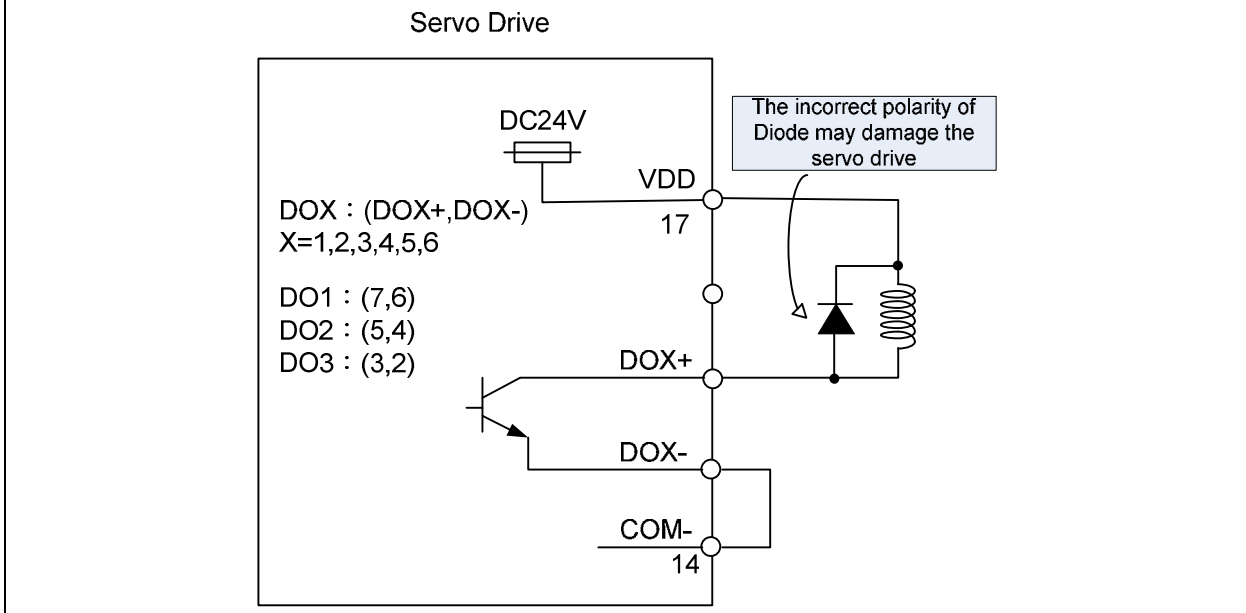 Servo Drive
The incorrect polarity of
Diode may damage the
servo drive
DC24V
VDD
17
DOX：(DOX+,DOX-)
X=1,2,3,4,5,6
DO1：(7,6)
DO2：(5,4)
DO3：(3,2)
DOX+
DOX-
COM-
14